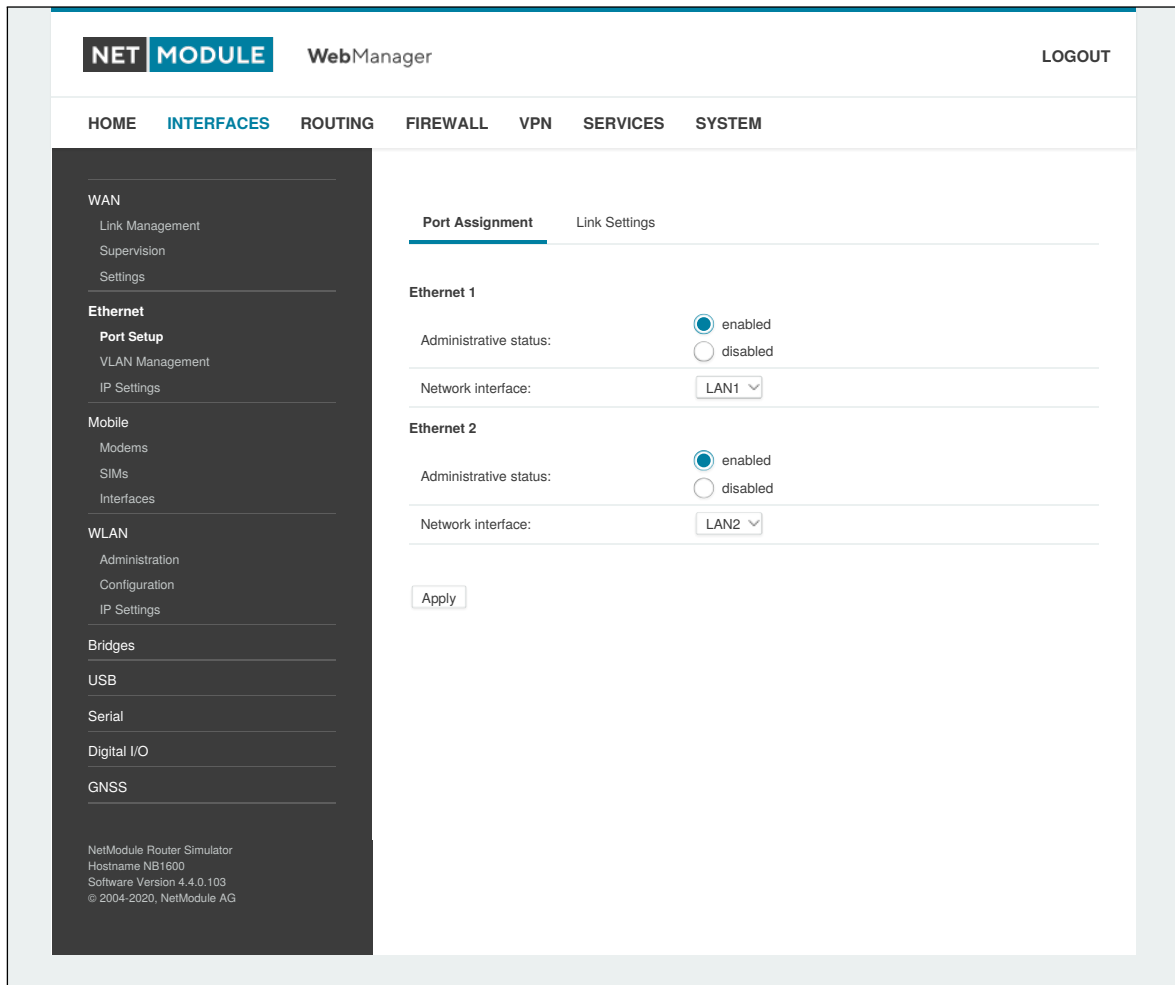 NET MODULE WebManager LOGOUT
HOME INTERFACES ROUTING FIREWALL VPN SERVICES SYSTEM
WAN
Link Management
Supervision
Settings
Ethernet
Port Setup
VLAN Management
IP Settings
Mobile
Modems
SIMs
Interfaces
WLAN
Administration
Configuration
IP Settings
Bridges
USB
Serial
Digital I/O
GNSS
NetModule Router Simulator
Hostname NB1600
Software Version 4.4.0.103
© 2004-2020, NetModule AG
Port Assignment Link Settings
Ethernet 1
Administrative status:
enabled
disabled
Network interface: LAN1
Ethernet 2
Administrative status:
enabled
disabled
Network interface: LAN2
Apply